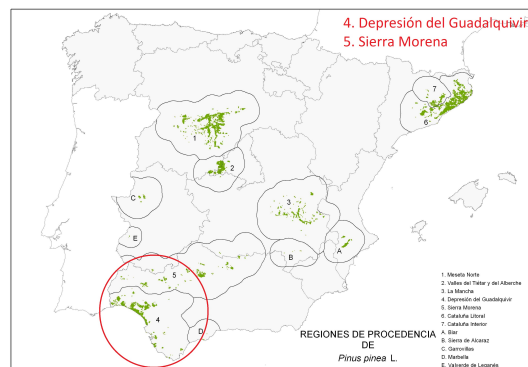 4. Depresión del Guadalquivir
5. Sierra Morena
7
6
1
2
C
3
E
A
B
5
4
D
1. Meseta Norte
2. Valles del Tiétar y del Alberche
3. La Mancha
4. Depresión del Guadalquivir
5. Sierra Morena
6. Cataluña Litoral
7. Cataluña Interior
A. Biar
B. Sierra de Alcaraz
C. Garrovillas
D. Marbella
E. Valverde de Leganés
REGIONES DE PROCEDENCIA
DE
Pinus pinea L.